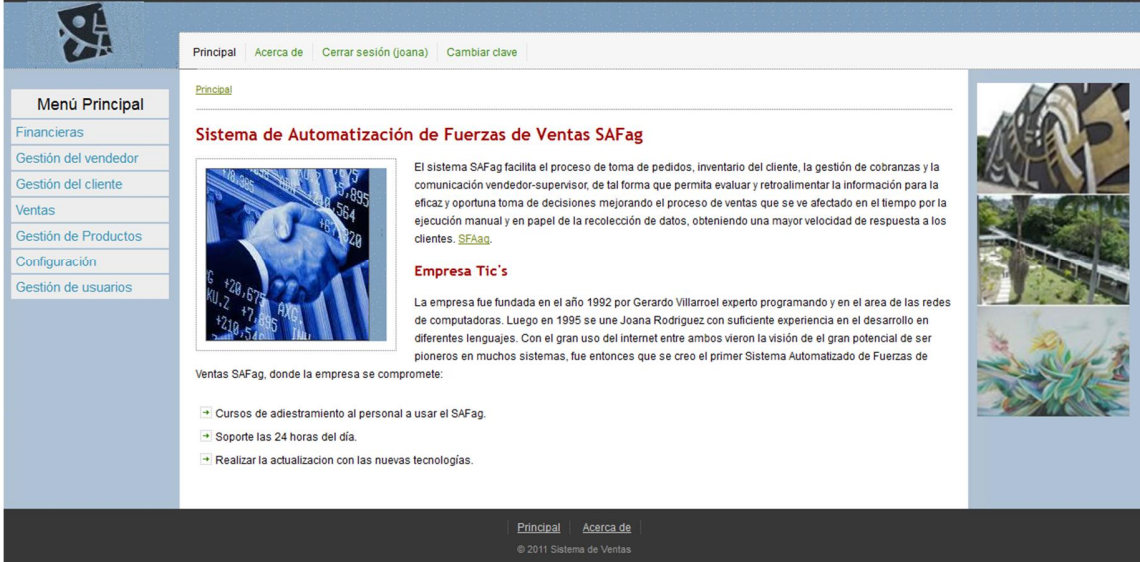 Principal Acerca de Cerrar sesión (joana) Cambiar clave
Menú Principal
Financieras
Gestión del vendedor
Gestión del cliente
Ventas
Gestión de Productos
Configuración
Gestión de usuarios
Principal
Sistema de Automatización de Fuerzas de Ventas SAFag
El sistema SAFag facilita el proceso de toma de pedidos, inventario del cliente, la gestión de cobranzas y la
comunicación vendedor-supervisor, de tal forma que permita evaluar y retroalimentar la información para la
eficaz y oportuna toma de decisiones mejorando el proceso de ventas que se ve afectado en el tiempo por la
ejecución manual y en papel de la recolección de datos, obteniendo una mayor velocidad de respuesta a los
clientes. SFAag.
Empresa Tic's
La empresa fue fundada en el año 1992 por Gerardo Villarroel experto programando y en el area de las redes
de computadoras. Luego en 1995 se une Joana Rodriguez con suficiente experiencia en el desarrollo en
diferentes lenguajes. Con el gran uso del internet entre ambos vieron la visión de el gran potencial de ser
pioneros en muchos sistemas, fue entonces que se creo el primer Sistema Automatizado de Fuerzas de
Ventas SAFag, donde la empresa se compromete:
Cursos de adiestramiento al personal a usar el SAFag.
Soporte las 24 horas del día.
Realizar la actualizacion con las nuevas tecnologías.
Principal Acerca de
© 2011 Sistema de Ventas